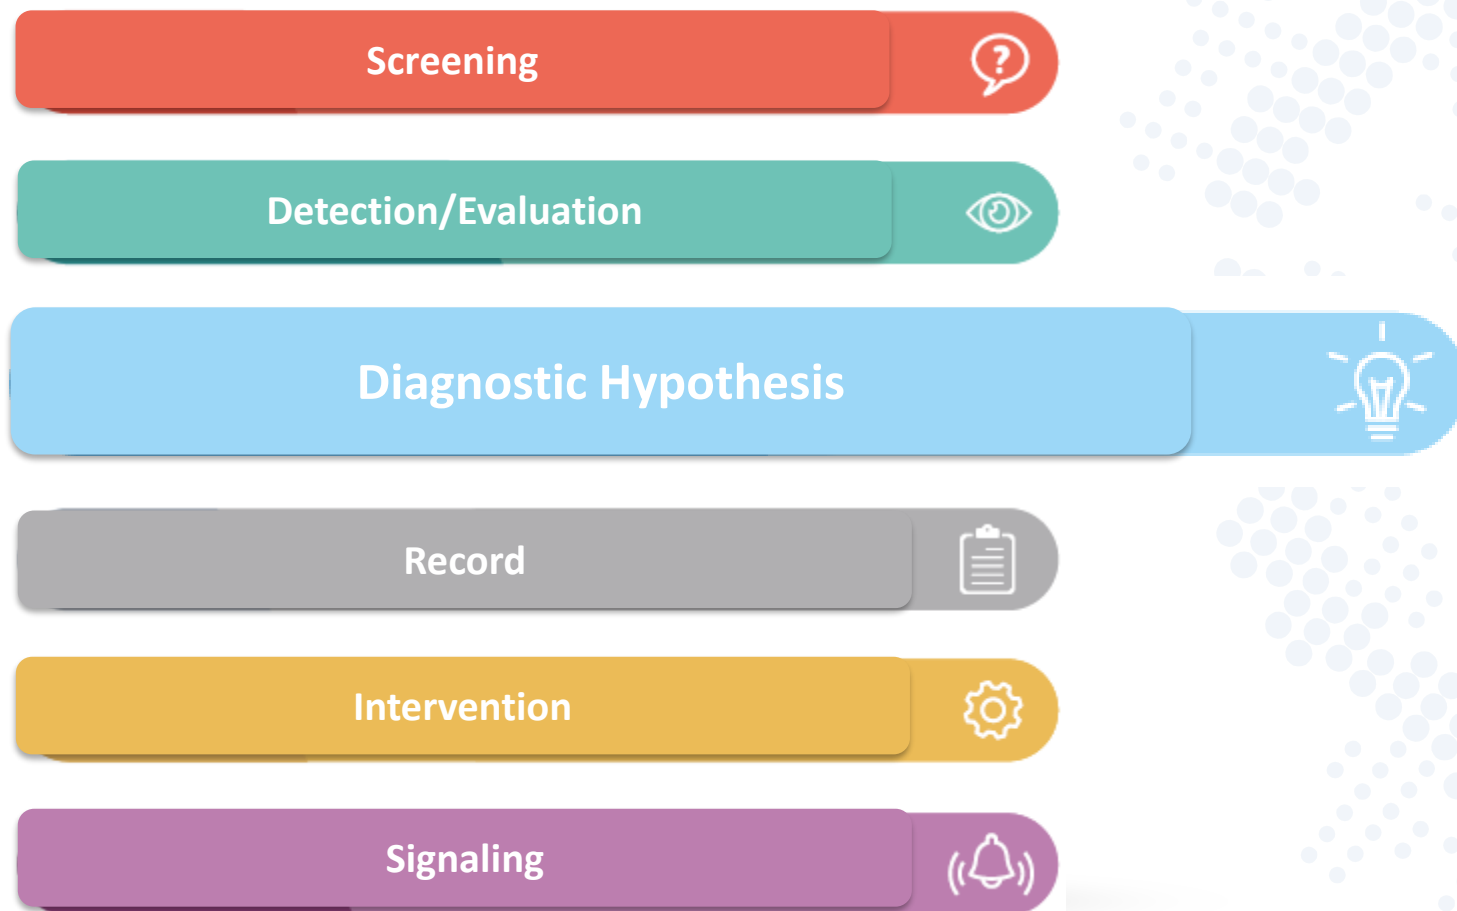 Screening
?
Detection/Evaluation
Diagnostic Hypothesis
Record
Intervention
Signaling